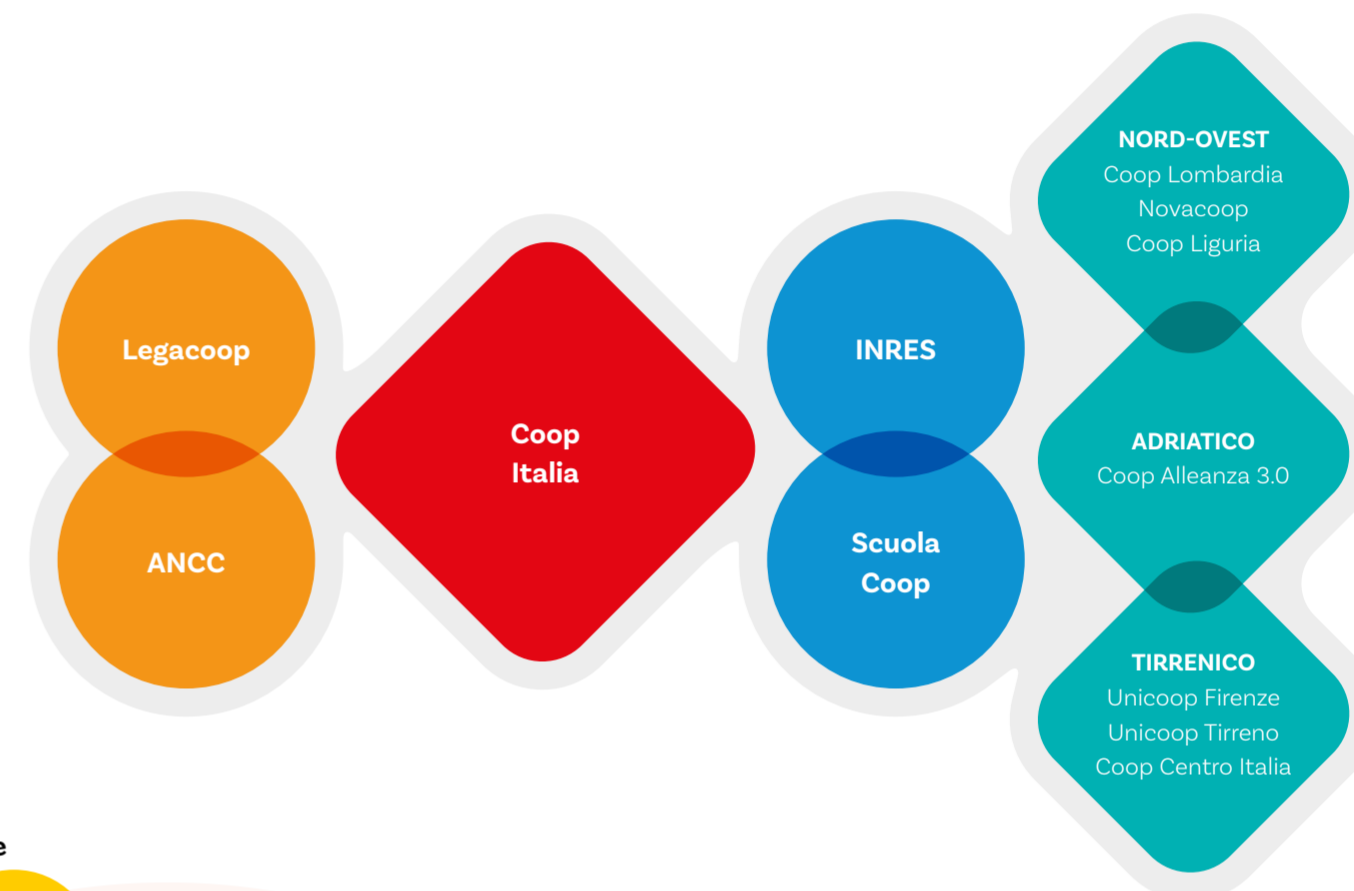 Legacoop
ANCC
Coop
Italia
INRES
Scuola
Coop
NORD-OVEST
Coop Lombardia
Novacoop
Coop Liguria
ADRIATICO
Coop Alleanza 3.0
TIRRENICO
Unicoop Firenze
Unicoop Tirreno
Coop Centro Italia